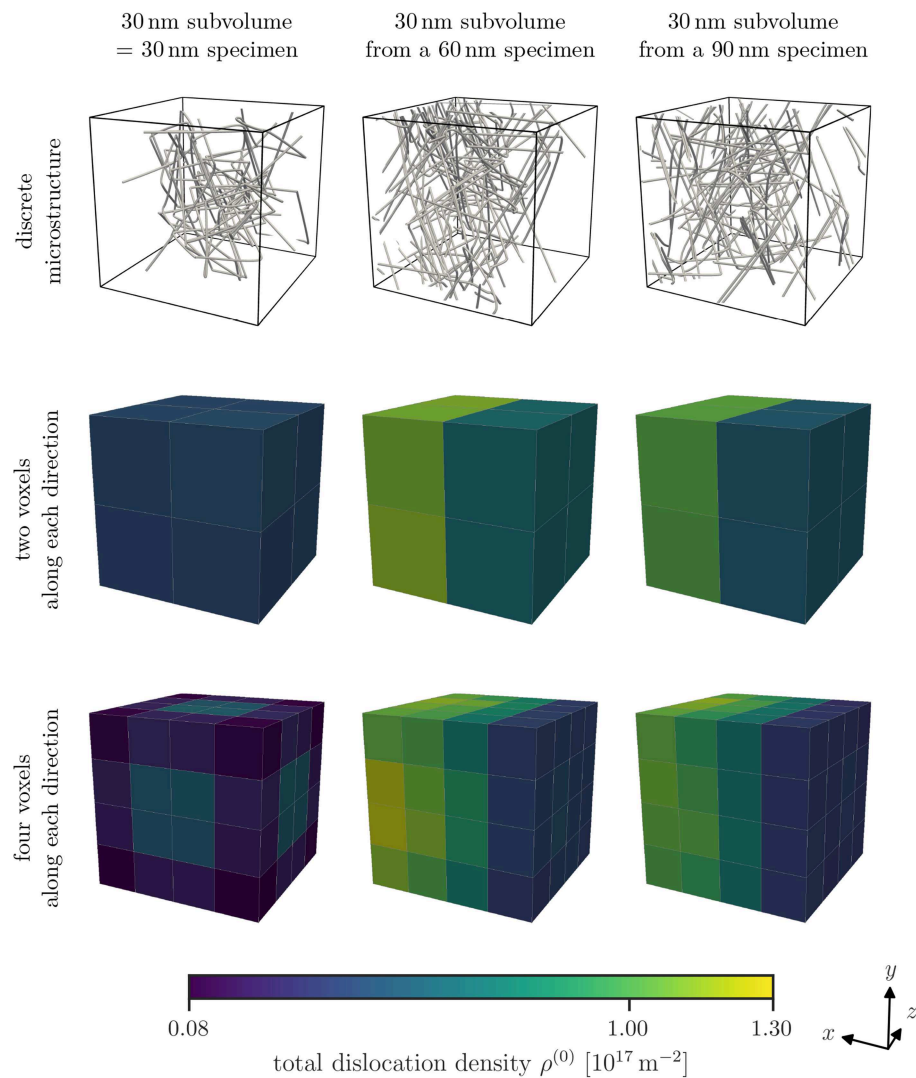 30 nm subvolume
= 30 nm specimen
30 nm subvolume
from a 60 nm specimen
30 nm subvolume
from a 90 nm specimen
discrete
microstructure
two voxels
along each direction
four voxels
along each direction
0.08
1.00
1.30
total dislocation density ρ⁽⁰⁾ [10¹⁷ m⁻²]
y
z
x